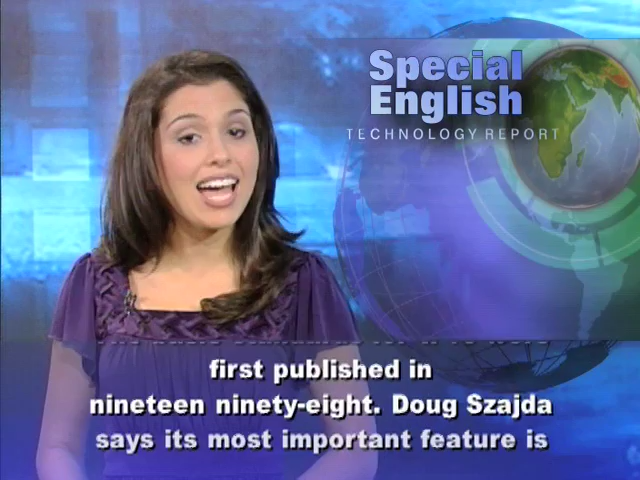 Special
English
TECHNOLOGY REPORT
first published in
nineteen ninety-eight. Doug Szajda
says its most important feature is